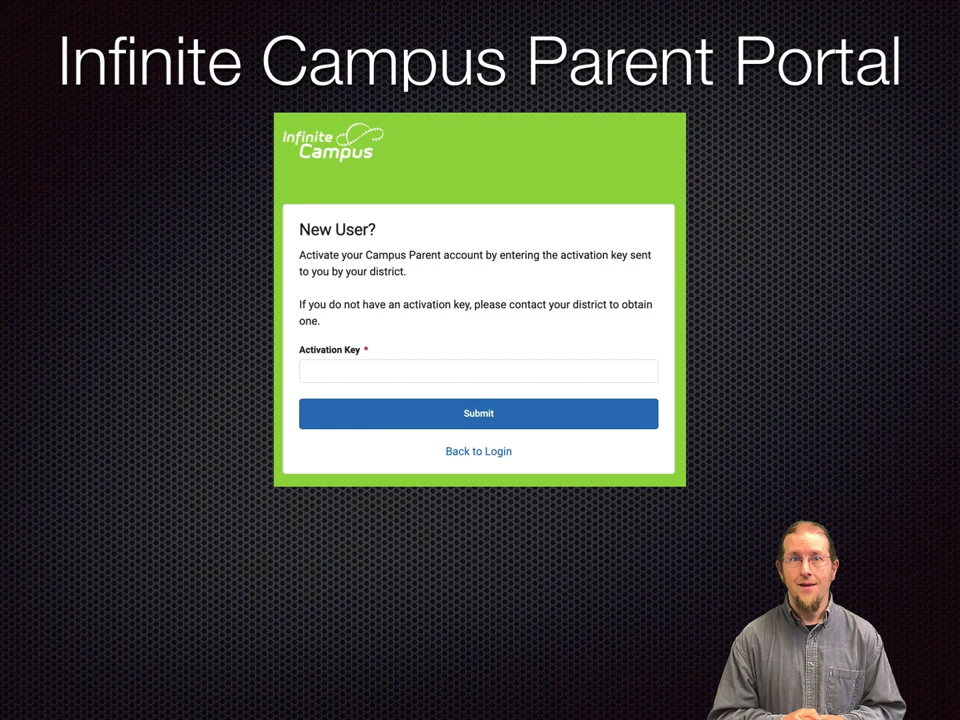 Infinite Campus Parent Portal
Infinite
Campus
New User?
Activate your Campus Parent account by entering the activation key sent
to you by your district.
If you do not have an activation key, please contact your district to obtain
one.
Activation Key *
Submit
Back to Login